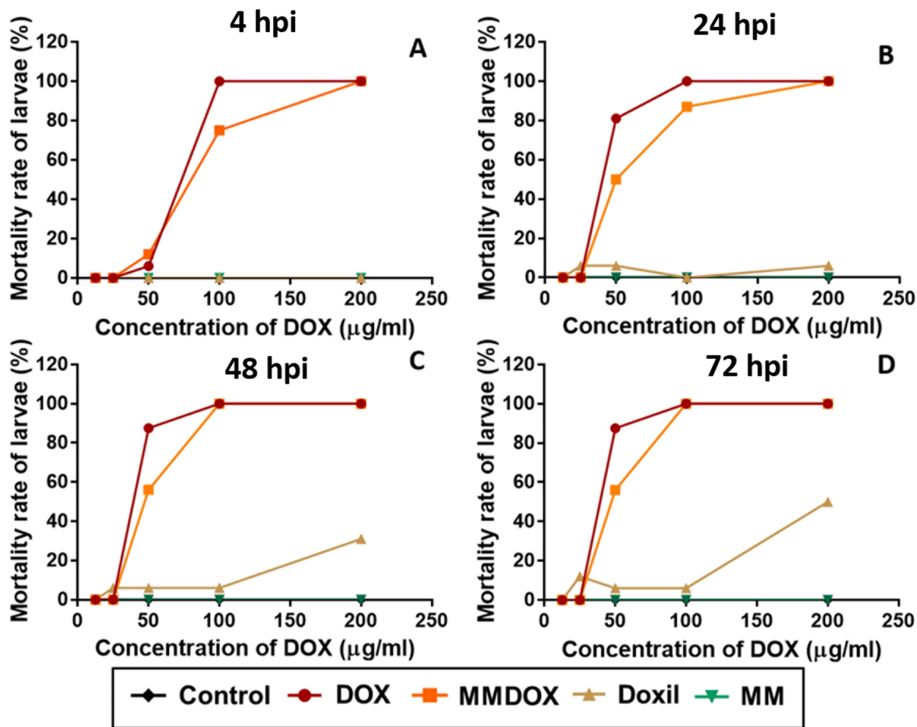 4 hpi
A
Mortality rate of larvae (%)
120
100
80
60
40
20
0
0 50 100 150 200 250
Concentration of DOX (μg/ml)
24 hpi
B
Mortality rate of larvae (%)
120
100
80
60
40
20
0
0 50 100 150 200 250
Concentration of DOX (μg/ml)
48 hpi
C
Mortality rate of larvae (%)
120
100
80
60
40
20
0
0 50 100 150 200 250
Concentration of DOX (μg/ml)
72 hpi
D
Mortality rate of larvae (%)
120
100
80
60
40
20
0
0 50 100 150 200 250
Concentration of DOX (μg/ml)
Control DOX MMDOX Doxil MM